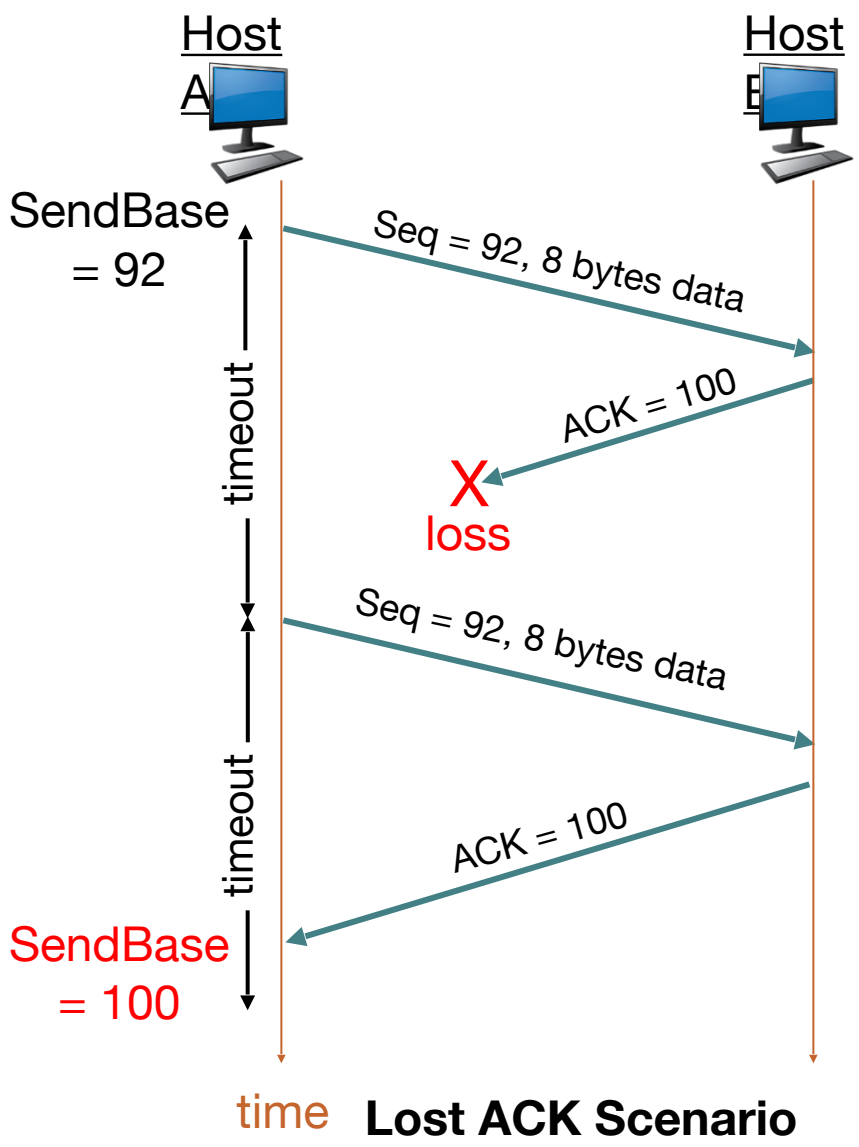 Host
A
Host
B
SendBase
= 92
Seq = 92, 8 bytes data
timeout
ACK = 100
X
loss
Seq = 92, 8 bytes data
timeout
ACK = 100
SendBase
= 100
time
Lost ACK Scenario